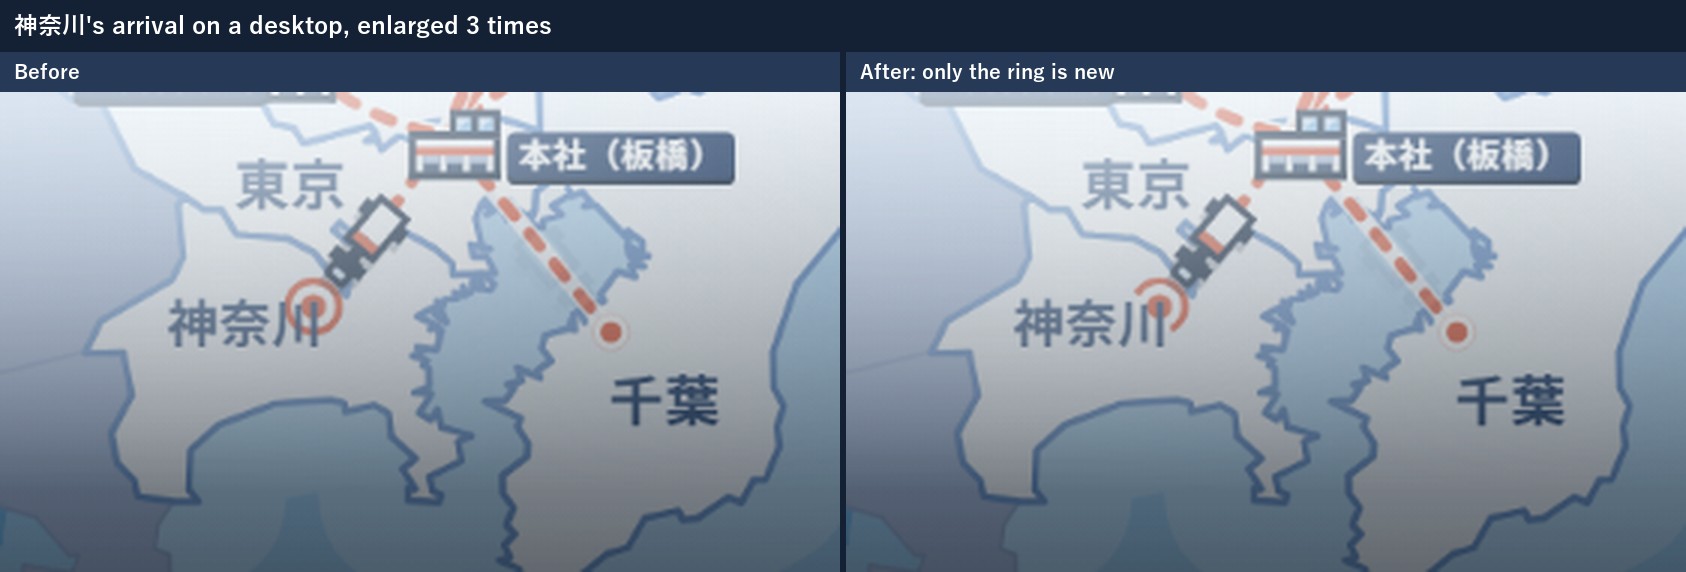 神奈川's arrival on a desktop, enlarged 3 times
Before
After: only the ring is new
本社（板橋）
東京
神奈川
千葉
本社（板橋）
東京
神奈川
千葉